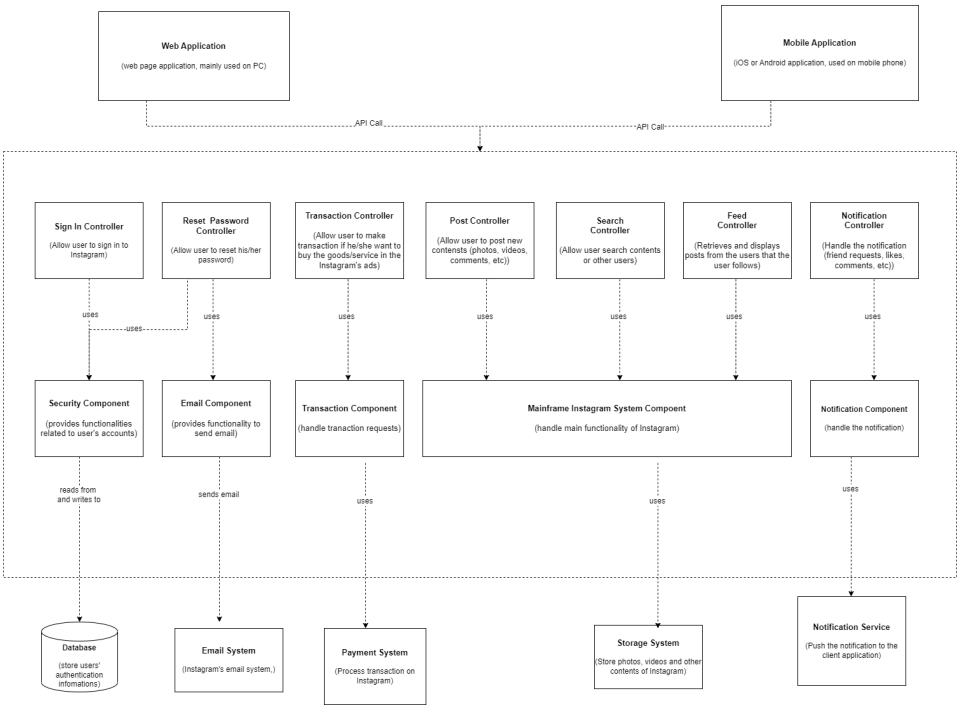 Web Application
(web page application, mainly used on PC)
Mobile Application
(iOS or Android application, used on mobile phone)
API Call
API Call
Sign In Controller
(Allow user to sign in to
Instagram)
Reset Password
Controller
(Allow user to reset his/her
password)
Transaction Controller
(Allow user to make
transaction if he/she want to
buy the goods/service in the
Instagram's ads)
Post Controller
(Allow user to post new
contensts (photos, videos,
comments, etc))
Search
Controller
(Allow user search contents
or other users)
Feed
Controller
(Retrieves and displays
posts from the users that the
user follows)
Notification
Controller
(Handle the notification
(friend requests, likes,
comments, etc))
uses
uses
uses
uses
uses
uses
uses
uses
Security Component
(provides functionalities
related to user's accounts)
Email Component
(provides functionality to
send email)
Transaction Component
(handle tranaction requests)
Mainframe Instagram System Compoent
(handle main functionality of Instagram)
Notification Component
(handle the notification)
reads from
and writes to
sends email
uses
uses
uses
Database
(store users'
authentication
infomations)
Email System
(Instagram's email system,)
Payment System
(Process transaction on
Instagram)
Storage System
(Store photos, videos and other
contents of Instagram)
Notification Service
(Push the notification to the
client application)